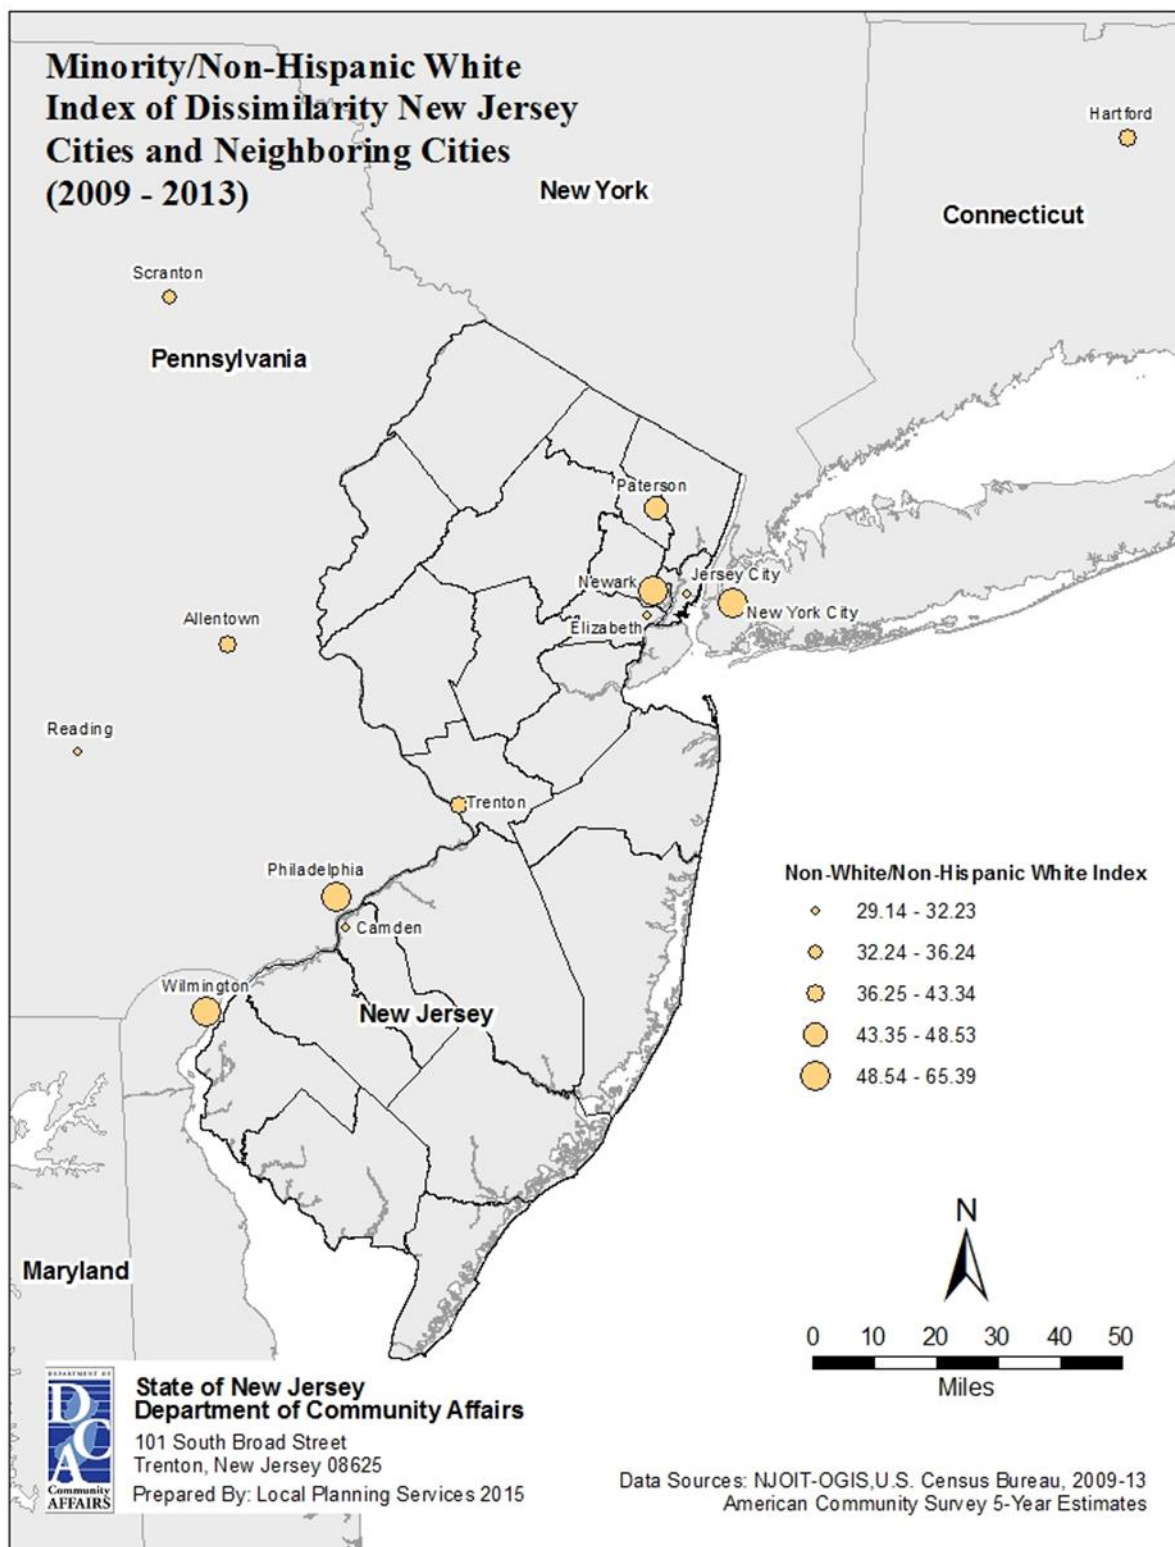 Minority/Non-Hispanic White
Index of Dissimilarity New Jersey
Cities and Neighboring Cities
(2009 - 2013)
Hartford
New York
Connecticut
Scranton
Pennsylvania
Paterson
Newark
Jersey City
New York City
Elizabeth
Allentown
Reading
Trenton
Philadelphia
Camden
Wilmington
New Jersey
Maryland
Non-White/Non-Hispanic White Index
29.14 - 32.23
32.24 - 36.24
36.25 - 43.34
43.35 - 48.53
48.54 - 65.39
N
0 10 20 30 40 50
Miles
DEPARTMENT OF
DCA
Community
AFFAIRS
State of New Jersey
Department of Community Affairs
101 South Broad Street
Trenton, New Jersey 08625
Prepared By: Local Planning Services 2015
Data Sources: NJOIT-OGIS,U.S. Census Bureau, 2009-13
American Community Survey 5-Year Estimates